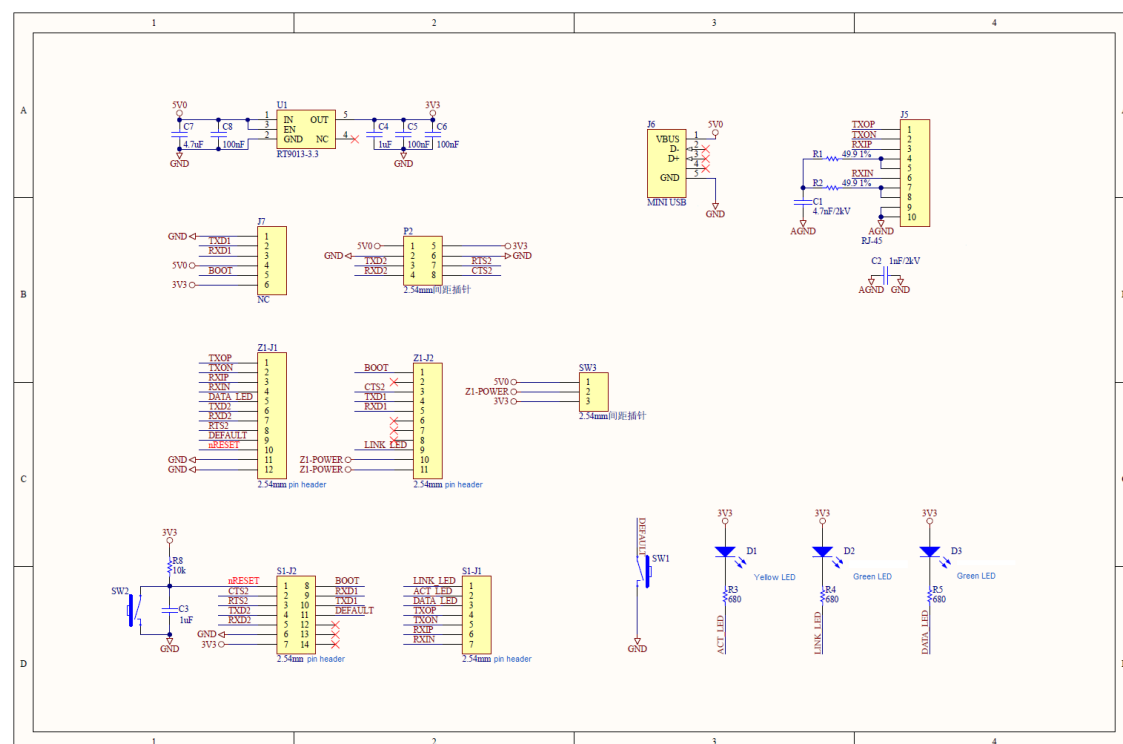 1 2 3 4
A
5V0
U1
3V3
C7
4.7uF
C8
100nF
1 IN OUT 5
3 EN
2 GND NC 4
RT9013-3.3
C4
1uF
C5
100nF
C6
100nF
GND
GND
J6
5V0
VBUS 1
D- 2
D+ 3
4
GND 5
MINI USB
GND
J5
TXOP 1
TXON 2
RXIP 3
R1 49.9 1% 4
5
RXIN 6
R2 49.9 1% 7
8
9
10
C1
4.7nF/2kV
AGND
AGND
RJ-45
C2 1nF/2kV
AGND GND
B
J7
GND 1
TXD1 2
RXD1 3
5V0 4
BOOT 5
3V3 6
NC
P2
5V0 1 5 3V3
GND 2 6 GND
TXD2 3 7 RTS2
RXD2 4 8 CTS2
2.54mm间距插针
C
Z1-J1
TXOP 1
TXON 2
RXIP 3
RXIN 4
DATA_LED 5
TXD2 6
RXD2 7
RTS2 8
DEFAULT 9
nRESET 10
GND 11
GND 12
2.54mm pin header
Z1-J2
BOOT 1
2
CTS2 3
TXD1 4
RXD1 5
6
7
8
LINK_LED 9
Z1-POWER 10
Z1-POWER 11
2.54mm pin header
SW3
5V0 1
Z1-POWER 2
3V3 3
2.54mm间距插针
D
3V3
R8
10k
SW2
C3
1uF
GND
S1-J2
nRESET 1 8 BOOT
CTS2 2 9 RXD1
RTS2 3 10 TXD1
TXD2 4 11 DEFAULT
RXD2 5 12
GND 6 13
3V3 7 14
2.54mm pin header
S1-J1
LINK_LED 1
ACT_LED 2
DATA_LED 3
TXOP 4
TXON 5
RXIP 6
RXIN 7
2.54mm pin header
DEFAULT
SW1
GND
3V3
D1
Yellow LED
R3
680
ACT_LED
3V3
D2
Green LED
R4
680
LINK_LED
3V3
D3
Green LED
R5
680
DATA_LED
1 2 3 4